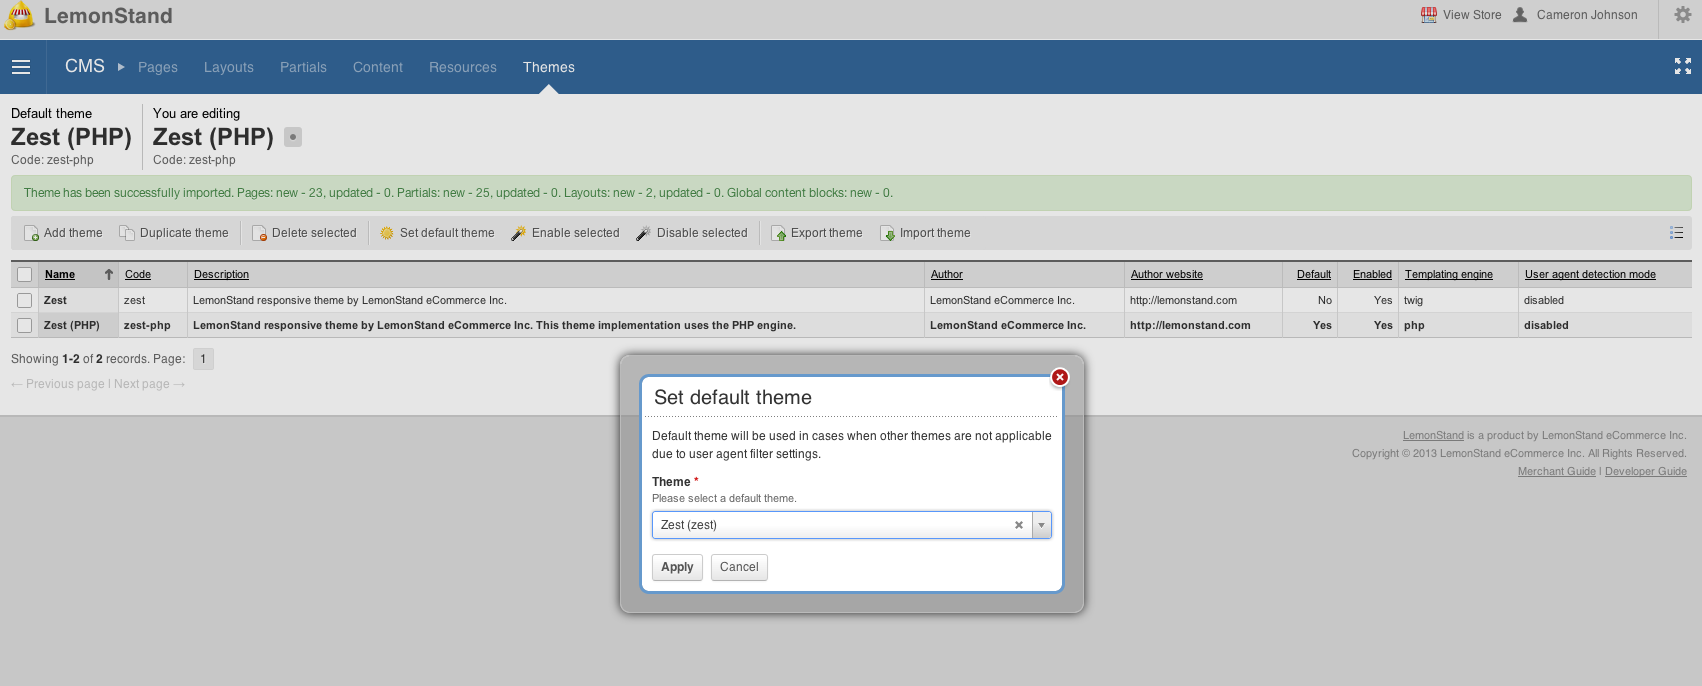 LemonStand
View Store
Cameron Johnson
CMS
Pages
Layouts
Partials
Content
Resources
Themes
Default theme
Zest (PHP)
Code: zest-php
You are editing
Zest (PHP)
Code: zest-php
Theme has been successfully imported. Pages: new - 23, updated - 0. Partials: new - 25, updated - 0. Layouts: new - 2, updated - 0. Global content blocks: new - 0.
Add theme
Duplicate theme
Delete selected
Set default theme
Enable selected
Disable selected
Export theme
Import theme
Name Code Description Author Author website Default Enabled Templating engine User agent detection mode
Zest zest LemonStand responsive theme by LemonStand eCommerce Inc. LemonStand eCommerce Inc. http://lemonstand.com No Yes twig disabled
Zest (PHP) zest-php LemonStand responsive theme by LemonStand eCommerce Inc. This theme implementation uses the PHP engine. LemonStand eCommerce Inc. http://lemonstand.com Yes Yes php disabled
Showing 1-2 of 2 records. Page: 1
← Previous page | Next page →
Set default theme
Default theme will be used in cases when other themes are not applicable
due to user agent filter settings.
Theme *
Please select a default theme.
Zest (zest)
Apply
Cancel
LemonStand is a product by LemonStand eCommerce Inc.
Copyright © 2013 LemonStand eCommerce Inc. All Rights Reserved.
Merchant Guide | Developer Guide